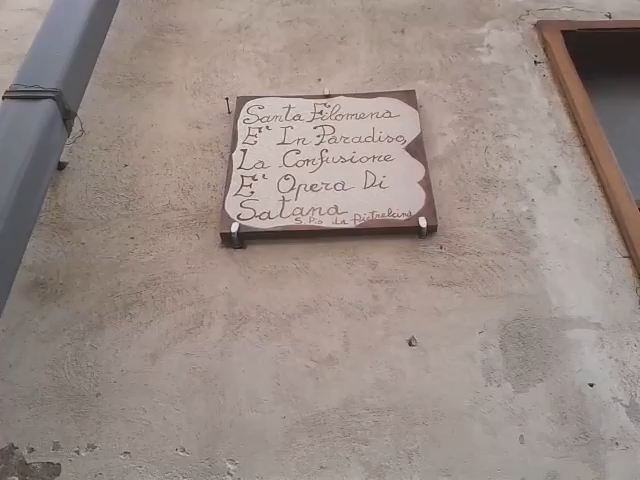 Santa Filomena
E' In Paradiso,
La Confusione
E' Opera Di
Satana
S. Pio da Pietrelcina